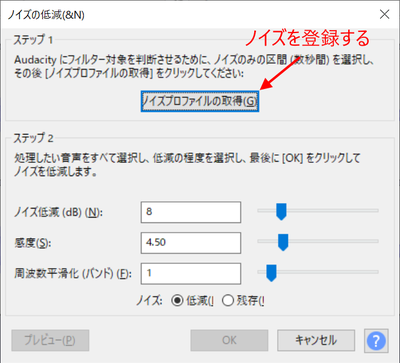 ノイズの低減(&N)
ノイズを登録する
ステップ 1
Audacity にフィルター対象を判断させるために、ノイズのみの区間 (数秒間) を選択し、
その後 [ノイズプロファイルの取得] をクリックしてください:
ノイズプロファイルの取得(G)
ステップ 2
処理したい音声をすべて選択し、低減の程度を選択し、最後に [OK] をクリックして
ノイズを低減します。
ノイズ低減 (dB) (N): 8
感度(S): 4.50
周波数平滑化 (バンド) (F): 1
ノイズ: 低減(I 残存(I
プレビュー(P) OK キャンセル ?